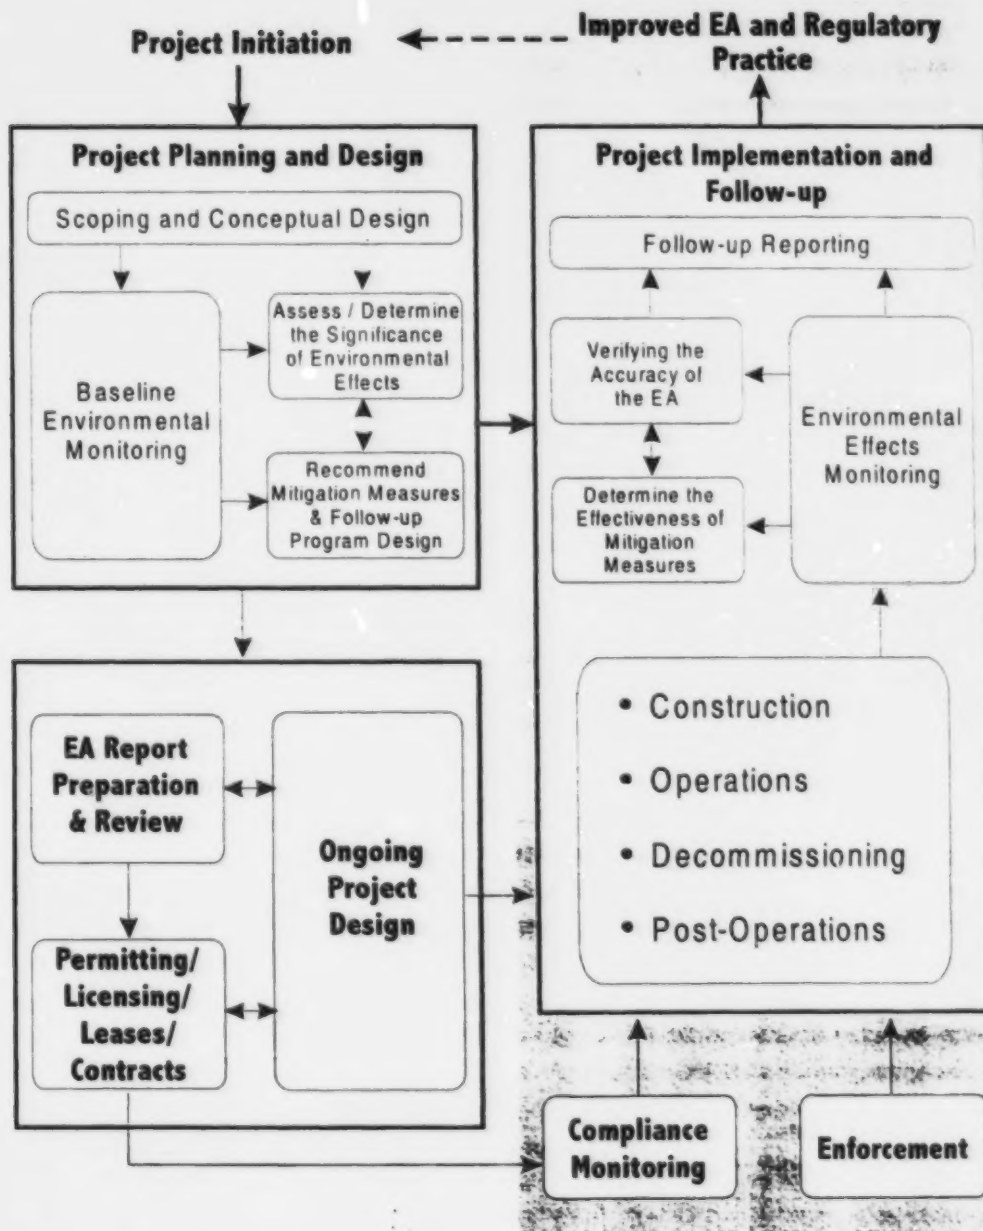 Project Initiation
Improved EA and Regulatory
Practice
Project Planning and Design
Scoping and Conceptual Design
Baseline
Environmental
Monitoring
Assess / Determine
the Significance
of Environmental
Effects
Recommend
Mitigation Measures
& Follow-up
Program Design
Project Implementation and
Follow-up
Follow-up Reporting
Verifying the
Accuracy of
the EA
Determine the
Effectiveness of
Mitigation
Measures
Environmental
Effects
Monitoring
• Construction
• Operations
• Decommissioning
• Post-Operations
EA Report
Preparation
& Review
Permitting/
Licensing/
Leases/
Contracts
Ongoing
Project
Design
Compliance
Monitoring
Enforcement